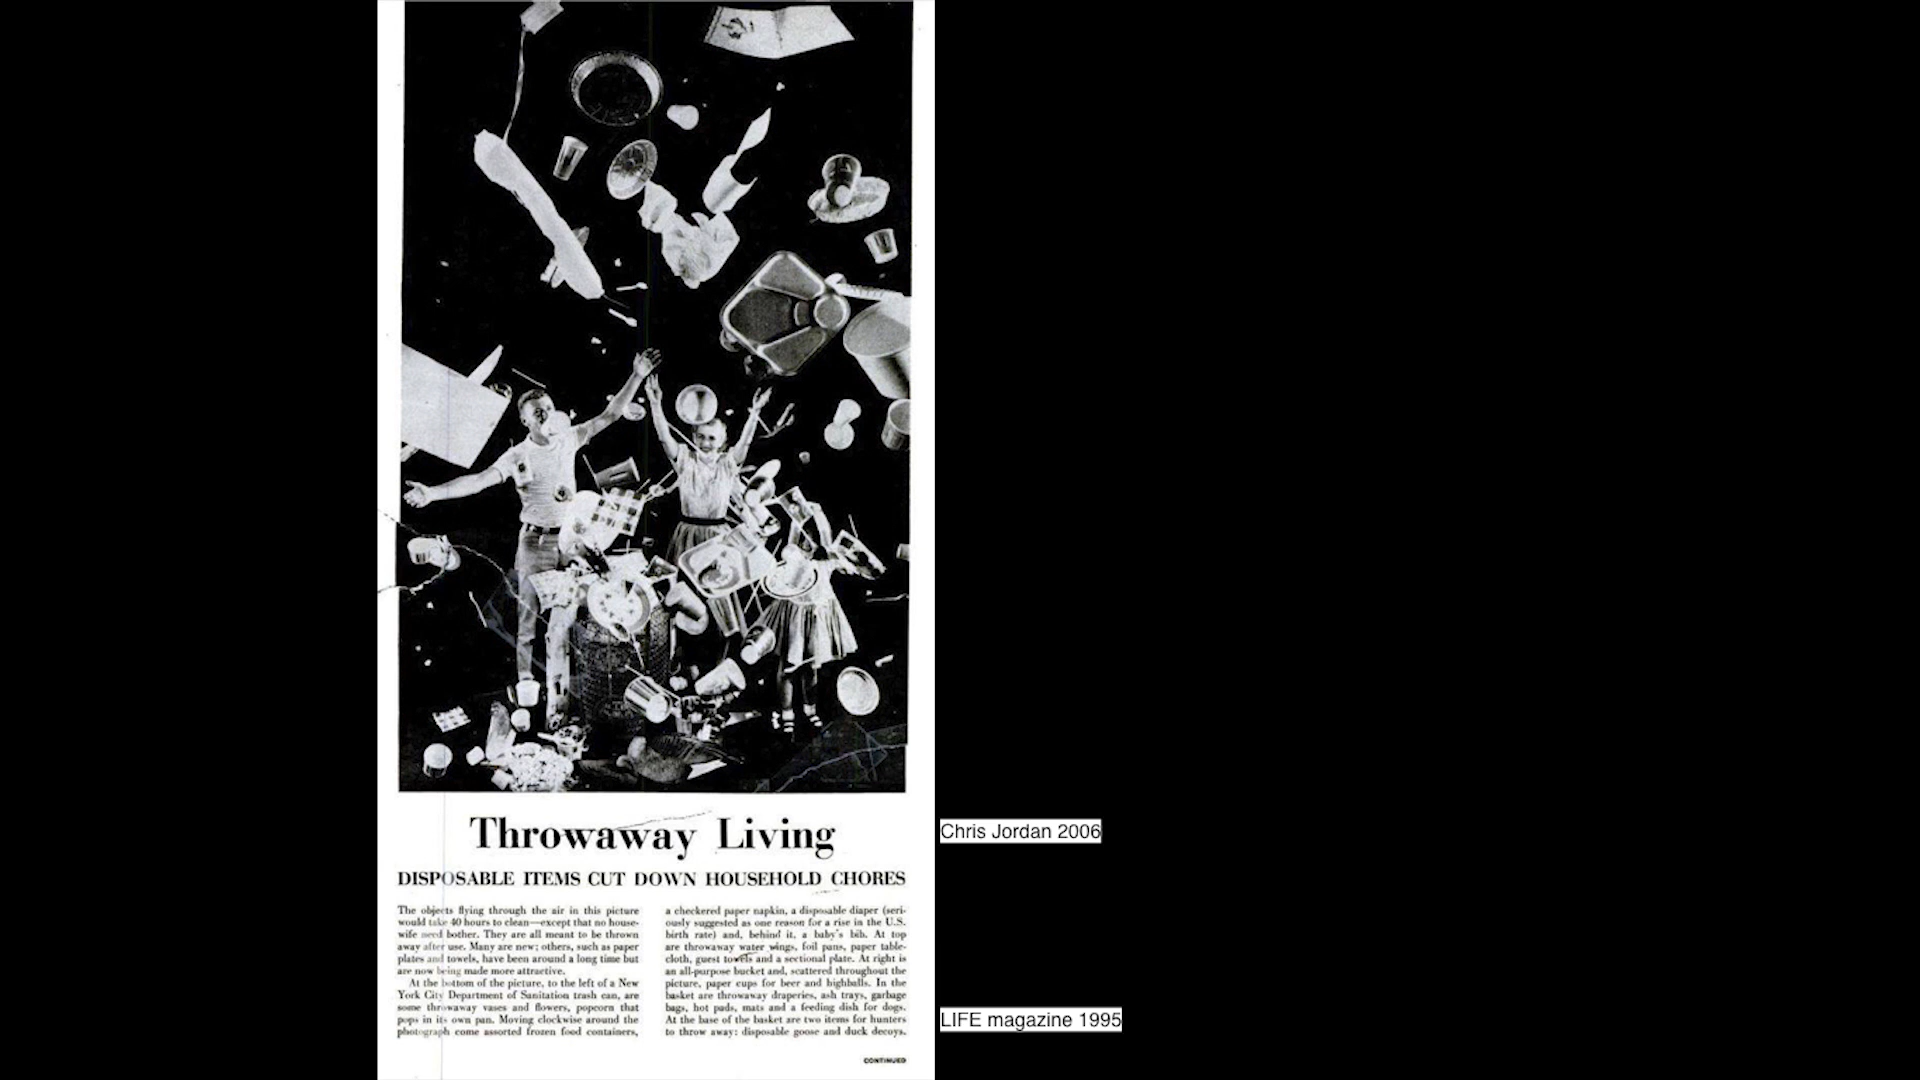 Throwaway Living
DISPOSABLE ITEMS CUT DOWN HOUSEHOLD CHORES
The objects flying through the air in this picture
would take 40 hours to clean—except that no house-
wife need bother. They are all meant to be thrown
away after use. Many are new; others, such as paper
plates and towels, have been around a long time but
are now being made more attractive.
At the bottom of the picture, to the left of a New
York City Department of Sanitation trash can, are
some throwaway vases and flowers, popcorn that
pops in its own pan. Moving clockwise around the
photograph come assorted frozen food containers,
a checkered paper napkin, a disposable diaper (seri-
ously suggested as one reason for a rise in the U.S.
birth rate) and, behind it, a baby's bib. At top
are throwaway water wings, foil pans, paper table-
cloth, guest towels and a sectional plate. At right is
an all-purpose bucket and, scattered throughout the
picture, paper cups for beer and highballs. In the
basket are throwaway draperies, ash trays, garbage
bags, hot pads, mats and a feeding dish for dogs.
At the base of the basket are two items for hunters
to throw away: disposable goose and duck decoys.
CONTINUED
Chris Jordan 2006
LIFE magazine 1995